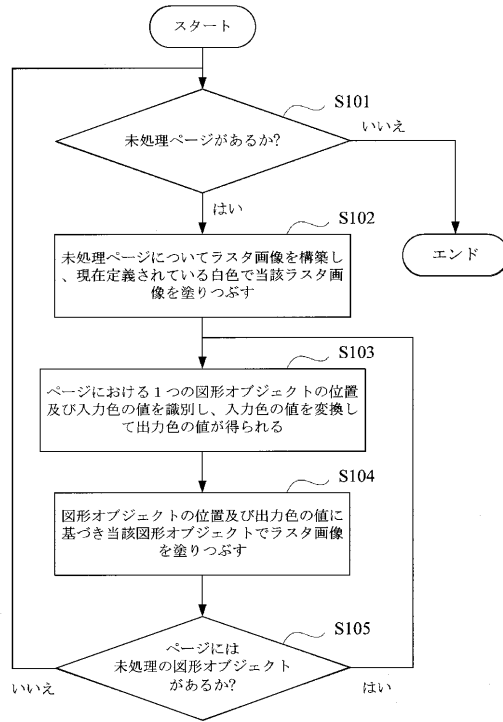 スタート
S101
未処理ページがあるか?
いいえ
はい
S102
エンド
未処理ページについてラスタ画像を構築し
、現在定義されている白色で当該ラスタ画
像を塗りつぶす
S103
ページにおける1つの図形オブジェクトの位置
及び入力色の値を識別し、入力色の値を変換し
て出力色の値が得られる
S104
図形オブジェクトの位置及び出力色の値に
基づき当該図形オブジェクトでラスタ画像
を塗りつぶす
S105
ページには
未処理の図形オブジェクト
があるか?
いいえ
はい